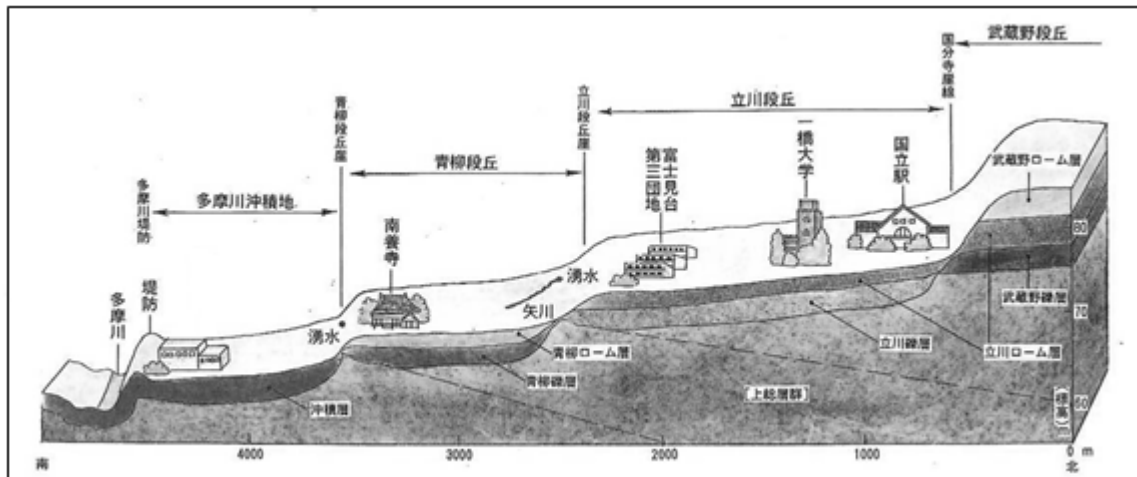 武蔵野段丘
国分寺崖線
立川段丘
立川段丘崖
青柳段丘
青柳段丘崖
多摩川沖積地
多摩川堤防
堤防
多摩川
湧水
南養寺
矢川
湧水
富士見台
第三団地
一橋大学
国立駅
武蔵野ローム層
武蔵野礫層
立川ローム層
立川礫層
青柳ローム層
青柳礫層
沖積層
[上総層群]
80
70
60
(標高)
南
4000
3000
2000
1000
0 m
北